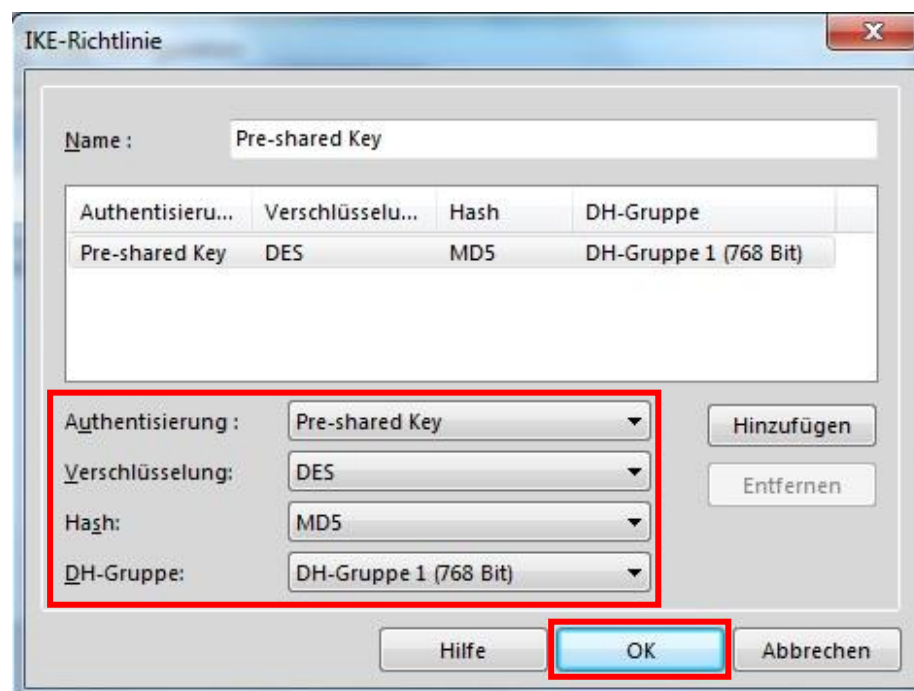 IKE-Richtlinie
Name : Pre-shared Key
Authentisieru... Verschlüsselu... Hash DH-Gruppe
Pre-shared Key DES MD5 DH-Gruppe 1 (768 Bit)
Authentisierung : Pre-shared Key Hinzufügen
Verschlüsselung: DES Entfernen
Hash: MD5
DH-Gruppe: DH-Gruppe 1 (768 Bit)
Hilfe OK Abbrechen